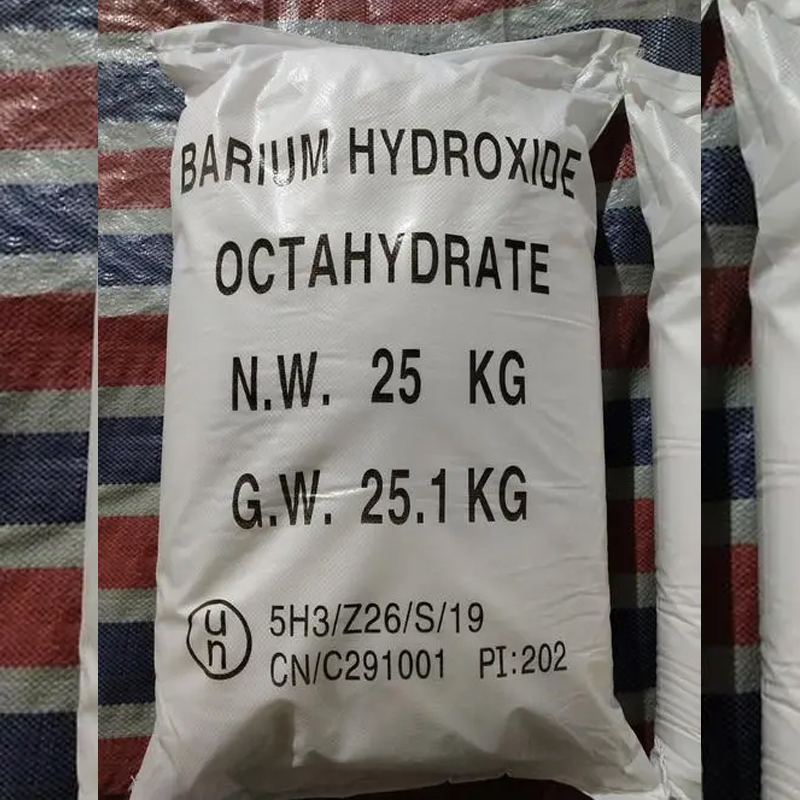 BARIUM HYDROXIDE
OCTAHYDRATE
N.W. 25 KG
G.W. 25.1 KG
un
5H3/Z26/S/19
CN/C291001 PI:202